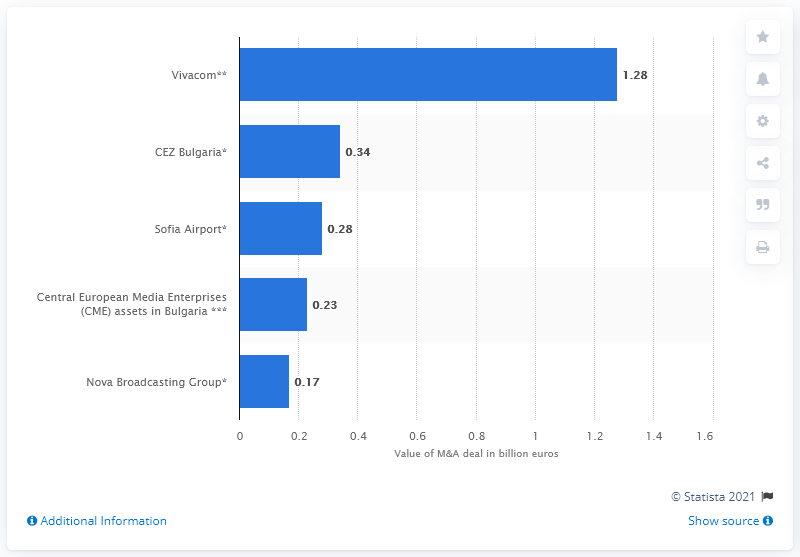 Vivacom**
1.28
CEZ Bulgaria*
0.34
Sofia Airport*
0.28
Central European Media Enterprises
(CME) assets in Bulgaria ***
0.23
Nova Broadcasting Group*
0.17
0 0.2 0.4 0.6 0.8 1 1.2 1.4 1.6
Value of M&A deal in billion euros
© Statista 2021
Additional Information
Show source